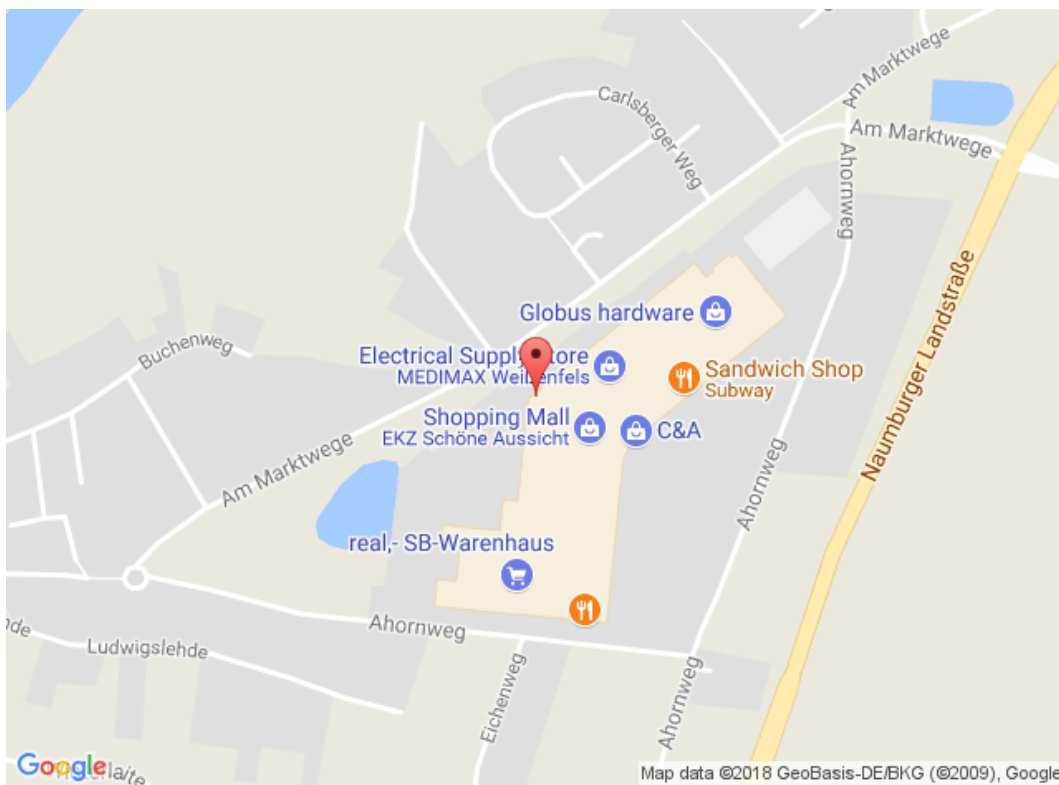 Am Marktwege
Carlsberger Weg
Am Marktwege
Ahornweg
Naumburger Landstraße
Globus hardware
Buchenweg
Electrical Supply Store
MEDIMAX Weißenfels
Sandwich Shop
Subway
Shopping Mall
EKZ Schöne Aussicht
C&A
Am Marktwege
Ahornweg
real,- SB-Warenhaus
Ahornweg
Ludwigslehde
Eichenweg
Ahornweg
Google
Map data ©2018 GeoBasis-DE/BKG (©2009), Google